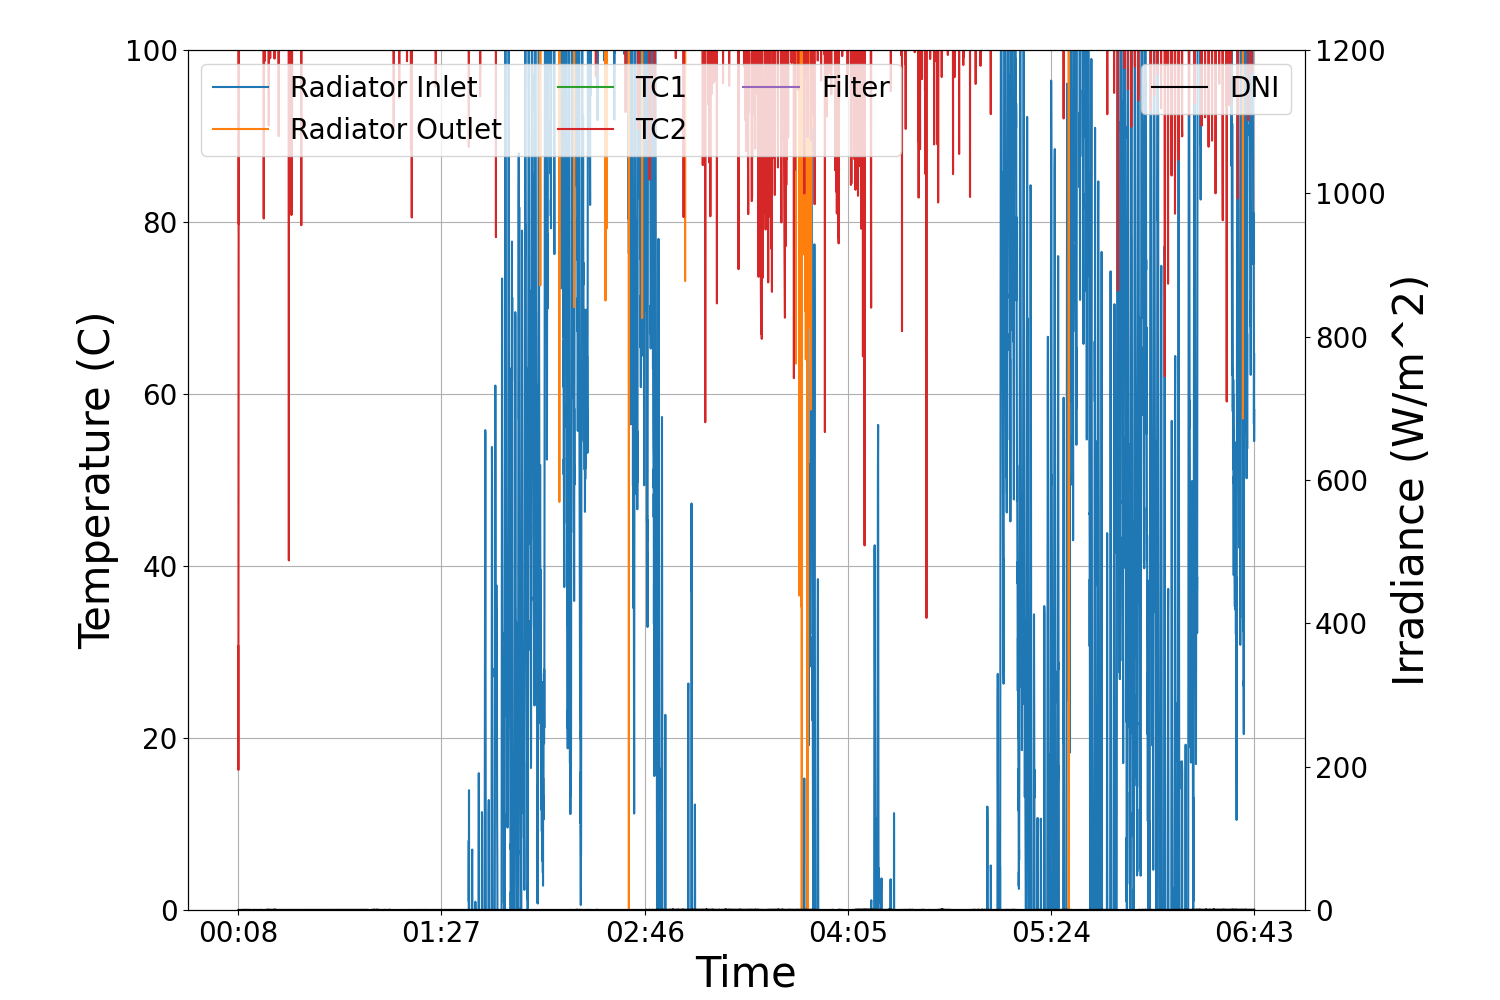 100
80
60
40
20
0
Temperature (C)
Radiator Inlet
Radiator Outlet
TC1
TC2
Filter
DNI
1200
1000
800
600
400
200
0
Irradiance (W/m^2)
00:08 01:27 02:46 04:05 05:24 06:43
Time